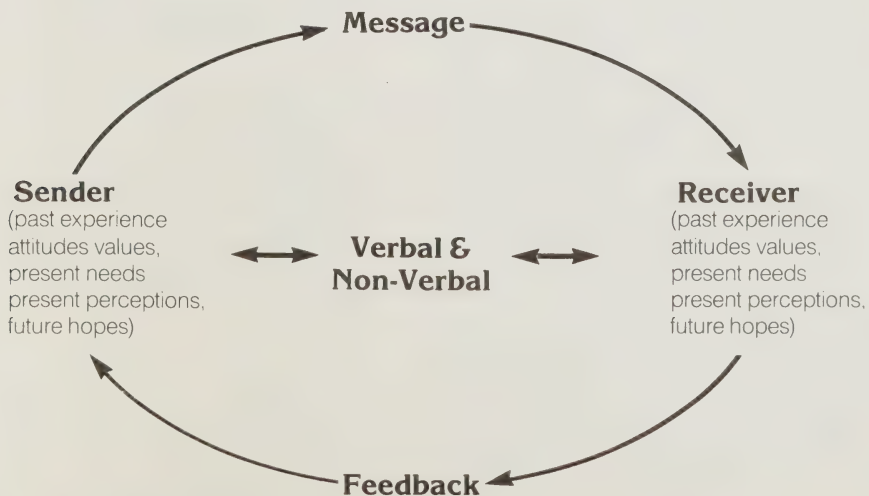 Message
Sender
(past experience
attitudes values,
present needs
present perceptions,
future hopes)
Verbal &
Non-Verbal
Receiver
(past experience
attitudes values,
present needs
present perceptions,
future hopes)
Feedback